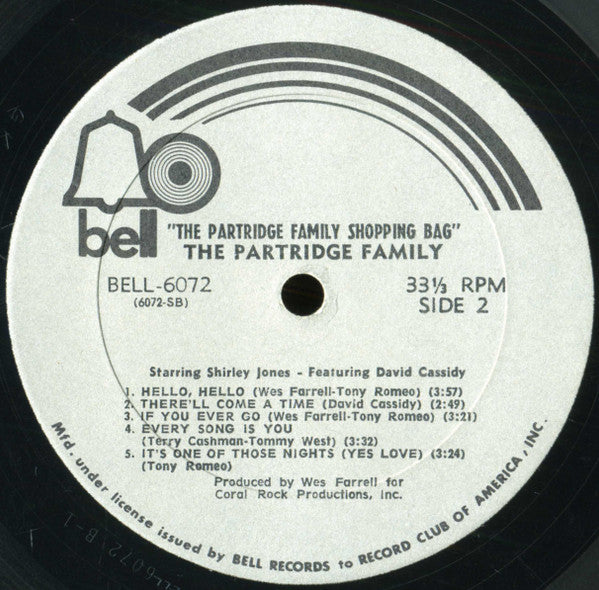 bell
"THE PARTRIDGE FAMILY SHOPPING BAG"
THE PARTRIDGE FAMILY
BELL-6072
(6072-SB)
33⅓ RPM
SIDE 2
Starring Shirley Jones - Featuring David Cassidy
1. HELLO, HELLO (Wes Farrell-Tony Romeo) (3:57)
2. THERE'LL COME A TIME (David Cassidy) (2:49)
3. IF YOU EVER GO (Wes Farrell-Tony Romeo) (3:21)
4. EVERY SONG IS YOU
(Terry Cashman-Tommy West) (3:32)
5. IT'S ONE OF THOSE NIGHTS (YES LOVE) (3:24)
(Tony Romeo)
Produced by Wes Farrell for
Coral Rock Productions, Inc.
Mfd. under license issued by BELL RECORDS to RECORD CLUB OF AMERICA, INC.